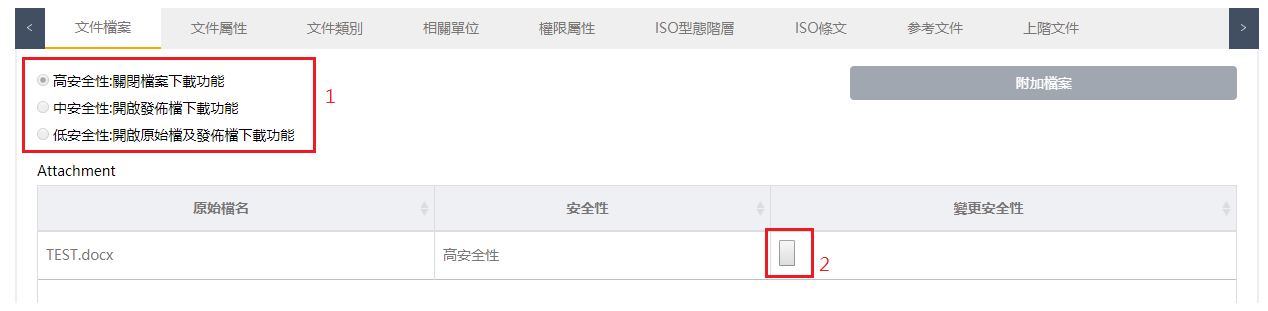 < 文件檔案 文件屬性 文件類別 相關單位 權限屬性 ISO型態階層 ISO條文 參考文件 上階文件 >
高安全性:關閉檔案下載功能
附加檔案
1
中安全性:開啟發佈檔下載功能
低安全性:開啟原始檔及發佈檔下載功能
Attachment
原始檔名 安全性 變更安全性
TEST.docx 高安全性
2